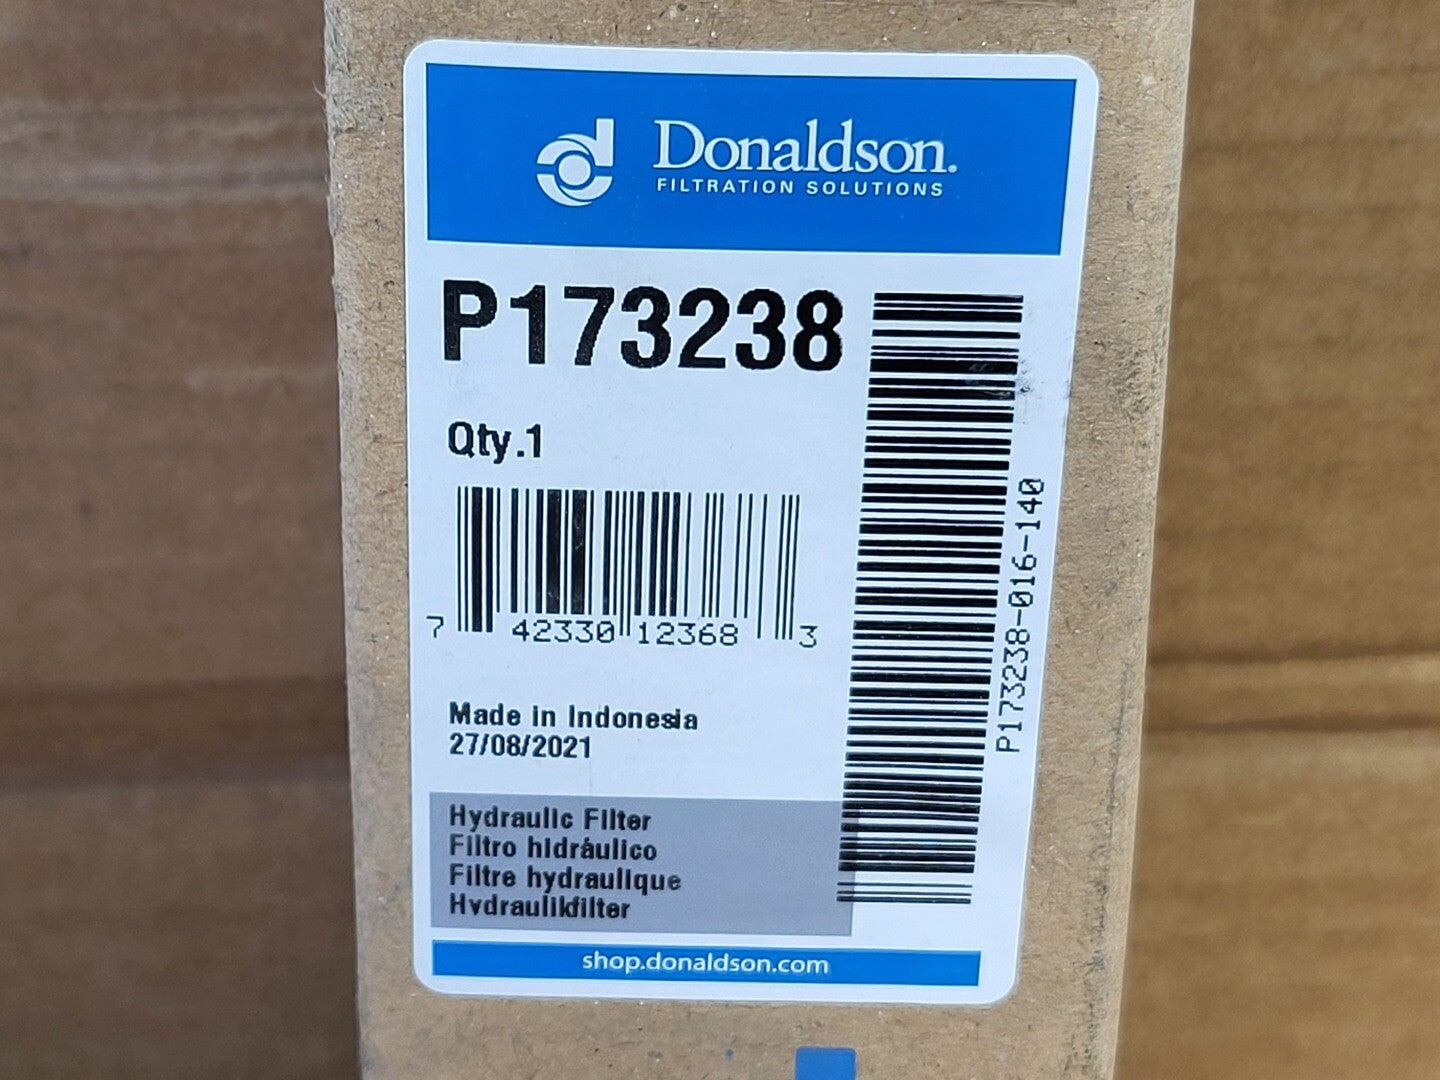 Donaldson.
FILTRATION SOLUTIONS
P173238
Qty.1
7 42330 12368 3
P173238-016-140
Made in Indonesia
27/08/2021
Hydraulic Filter
Filtro hidráulico
Filtre hydraulique
Hydraulikfilter
shop.donaldson.com